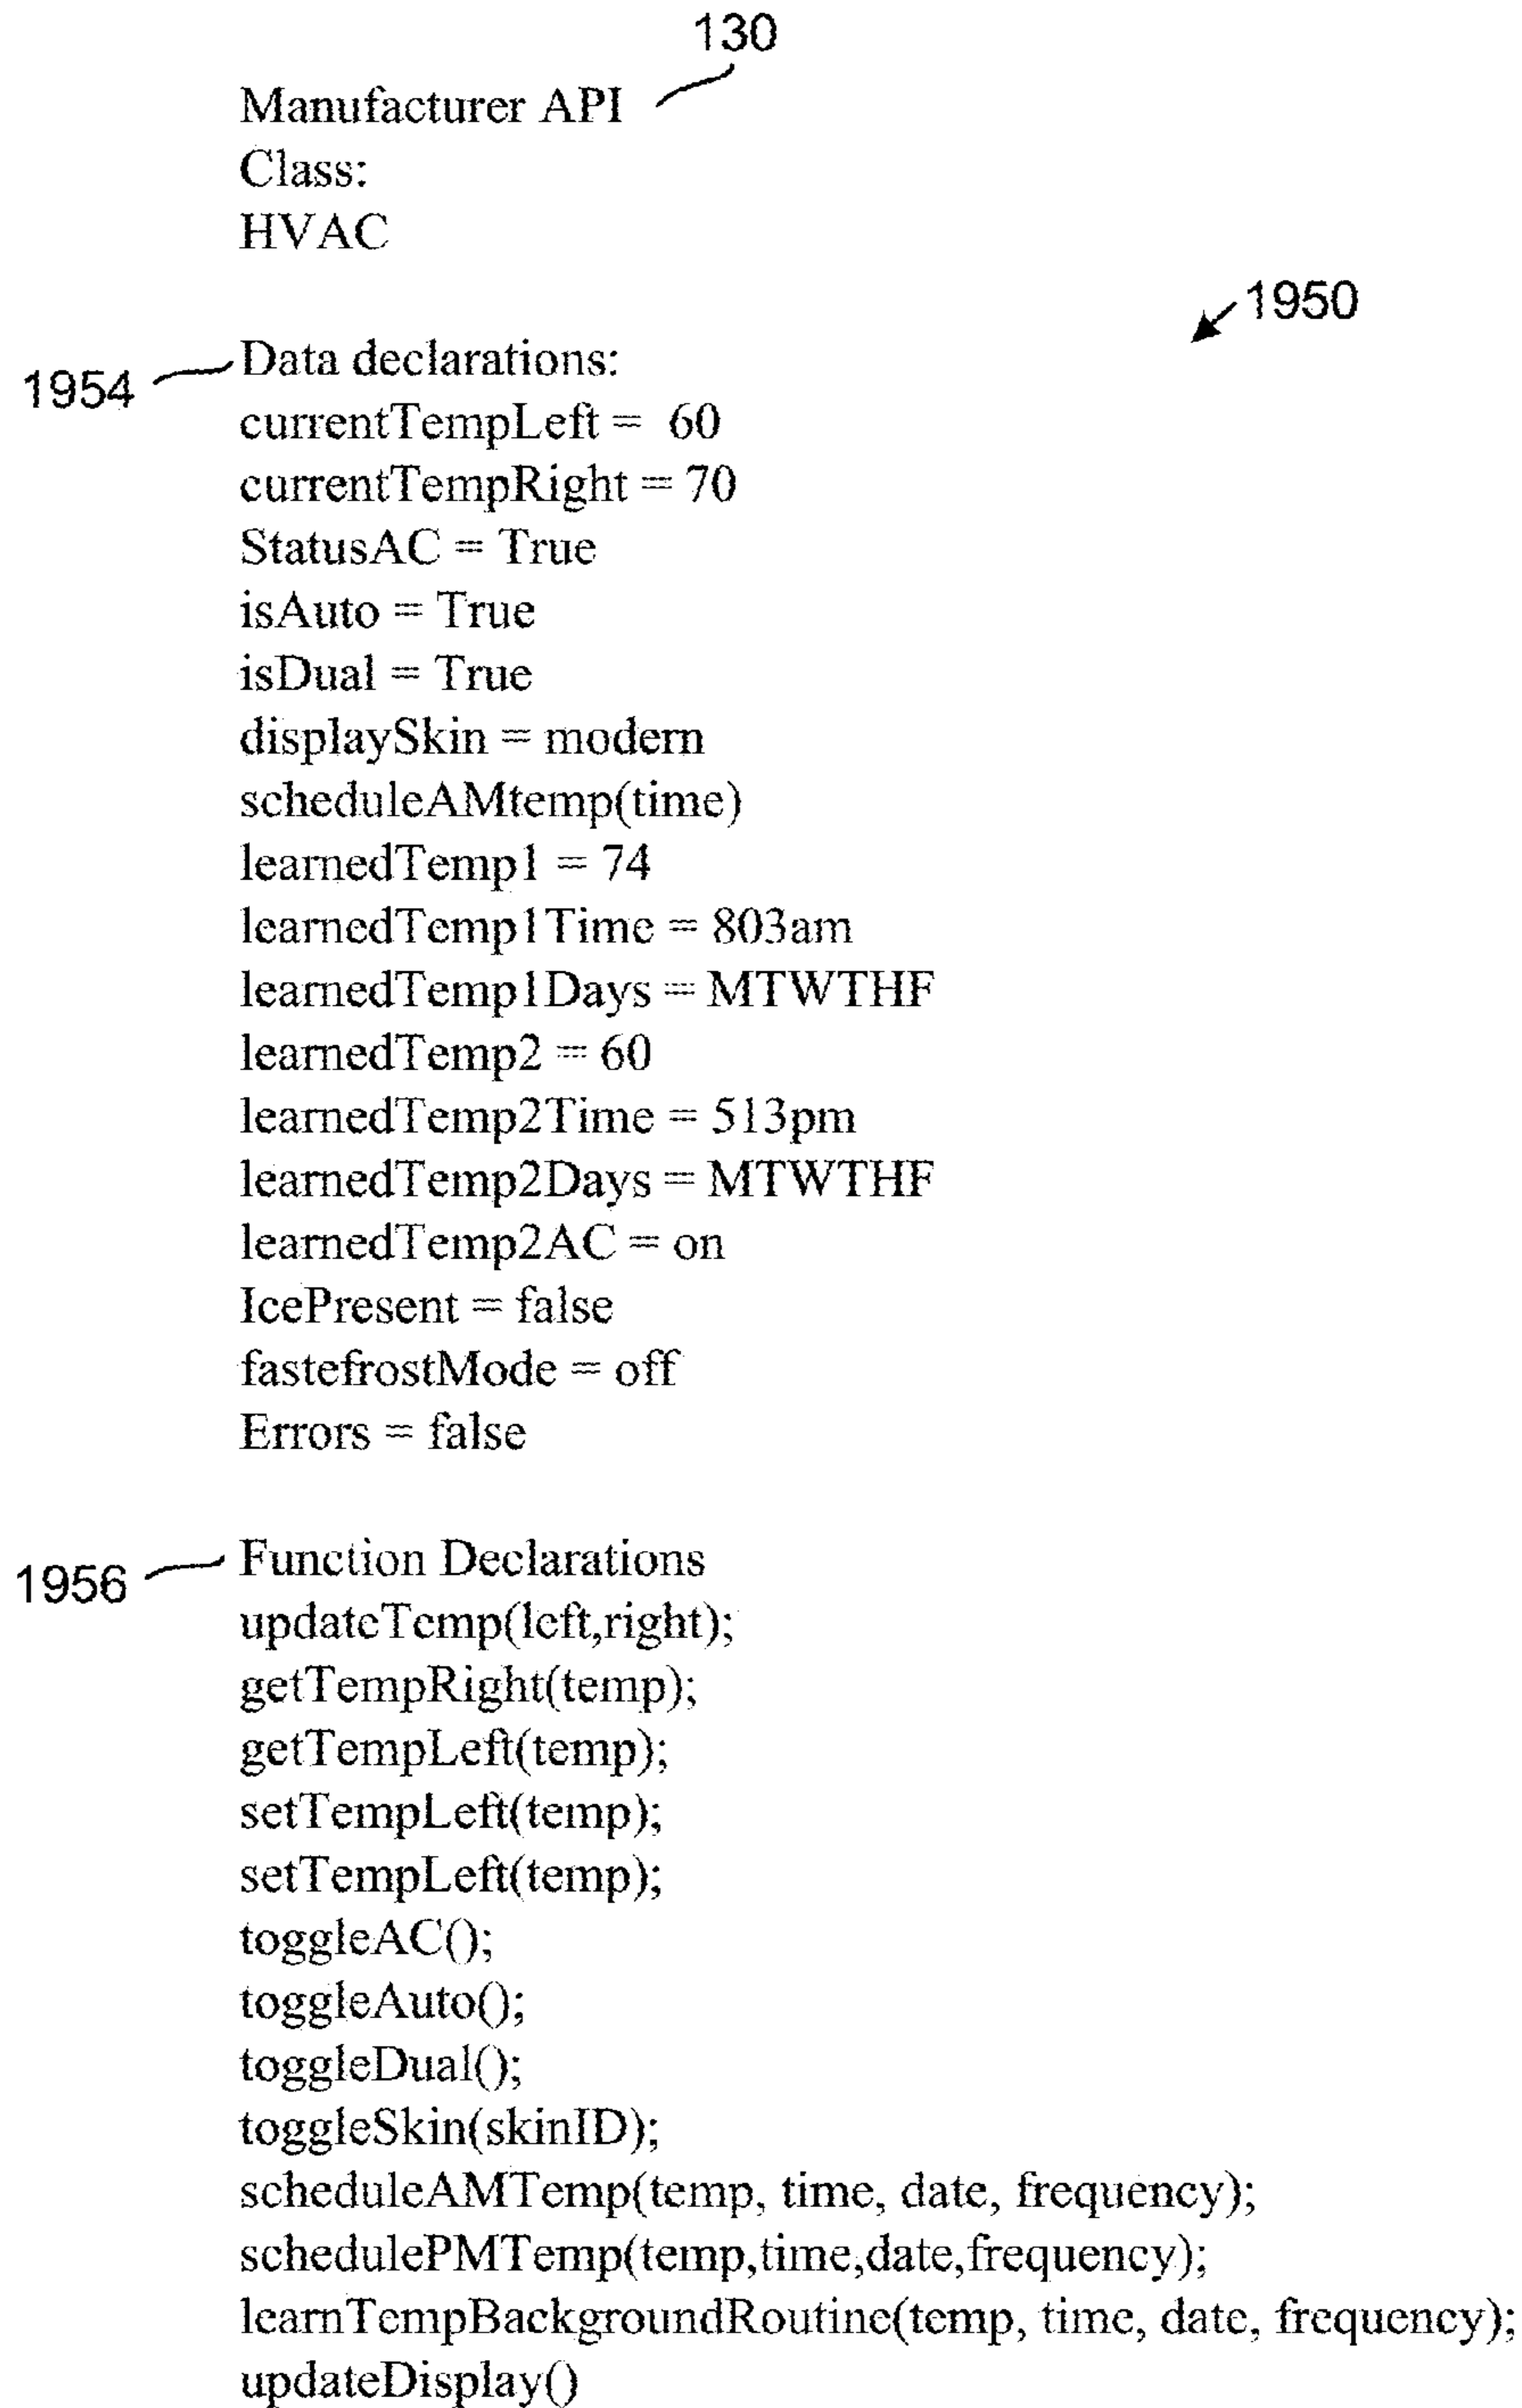 130
Manufacturer API
Class:
HVAC
1950
1954 Data declarations:
currentTempLeft = 60
currentTempRight = 70
StatusAC = True
isAuto = True
isDual = True
displaySkin = modern
scheduleAMtemp(time)
learnedTemp1 = 74
learnedTemp1Time = 803am
learnedTemp1Days = MTWTHF
learnedTemp2 = 60
learnedTemp2Time = 513pm
learnedTemp2Days = MTWTHF
learnedTemp2AC = on
IcePresent = false
fastefrostMode = off
Errors = false
1956 Function Declarations
updateTemp(left,right);
getTempRight(temp);
getTempLeft(temp);
setTempLeft(temp);
setTempLeft(temp);
toggleAC();
toggleAuto();
toggleDual();
toggleSkin(skinID);
scheduleAMTemp(temp, time, date, frequency);
schedulePMTemp(temp,time,date,frequency);
learnTempBackgroundRoutine(temp, time, date, frequency);
updateDisplay()